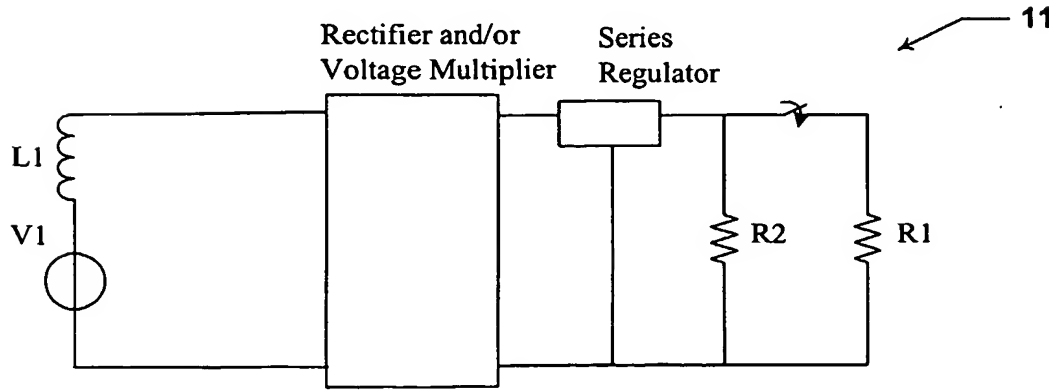 11
Rectifier and/or
Voltage Multiplier
Series
Regulator
L1
V1
R2
R1